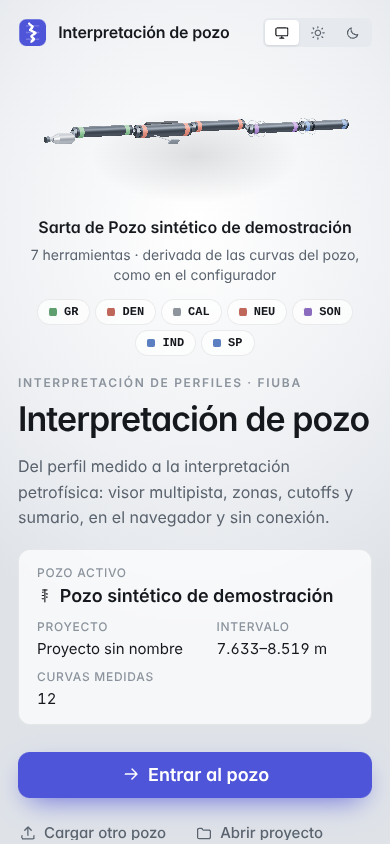 Interpretación de pozo
Sarta de Pozo sintético de demostración
7 herramientas · derivada de las curvas del pozo,
como en el configurador
GR DEN CAL NEU SON
IND SP
INTERPRETACIÓN DE PERFILES · FIUBA
Interpretación de pozo
Del perfil medido a la interpretación
petrofísica: visor multipista, zonas, cutoffs y
sumario, en el navegador y sin conexión.
POZO ACTIVO
Pozo sintético de demostración
PROYECTO INTERVALO
Proyecto sin nombre 7.633–8.519 m
CURVAS MEDIDAS
12
→ Entrar al pozo
Cargar otro pozo Abrir proyecto